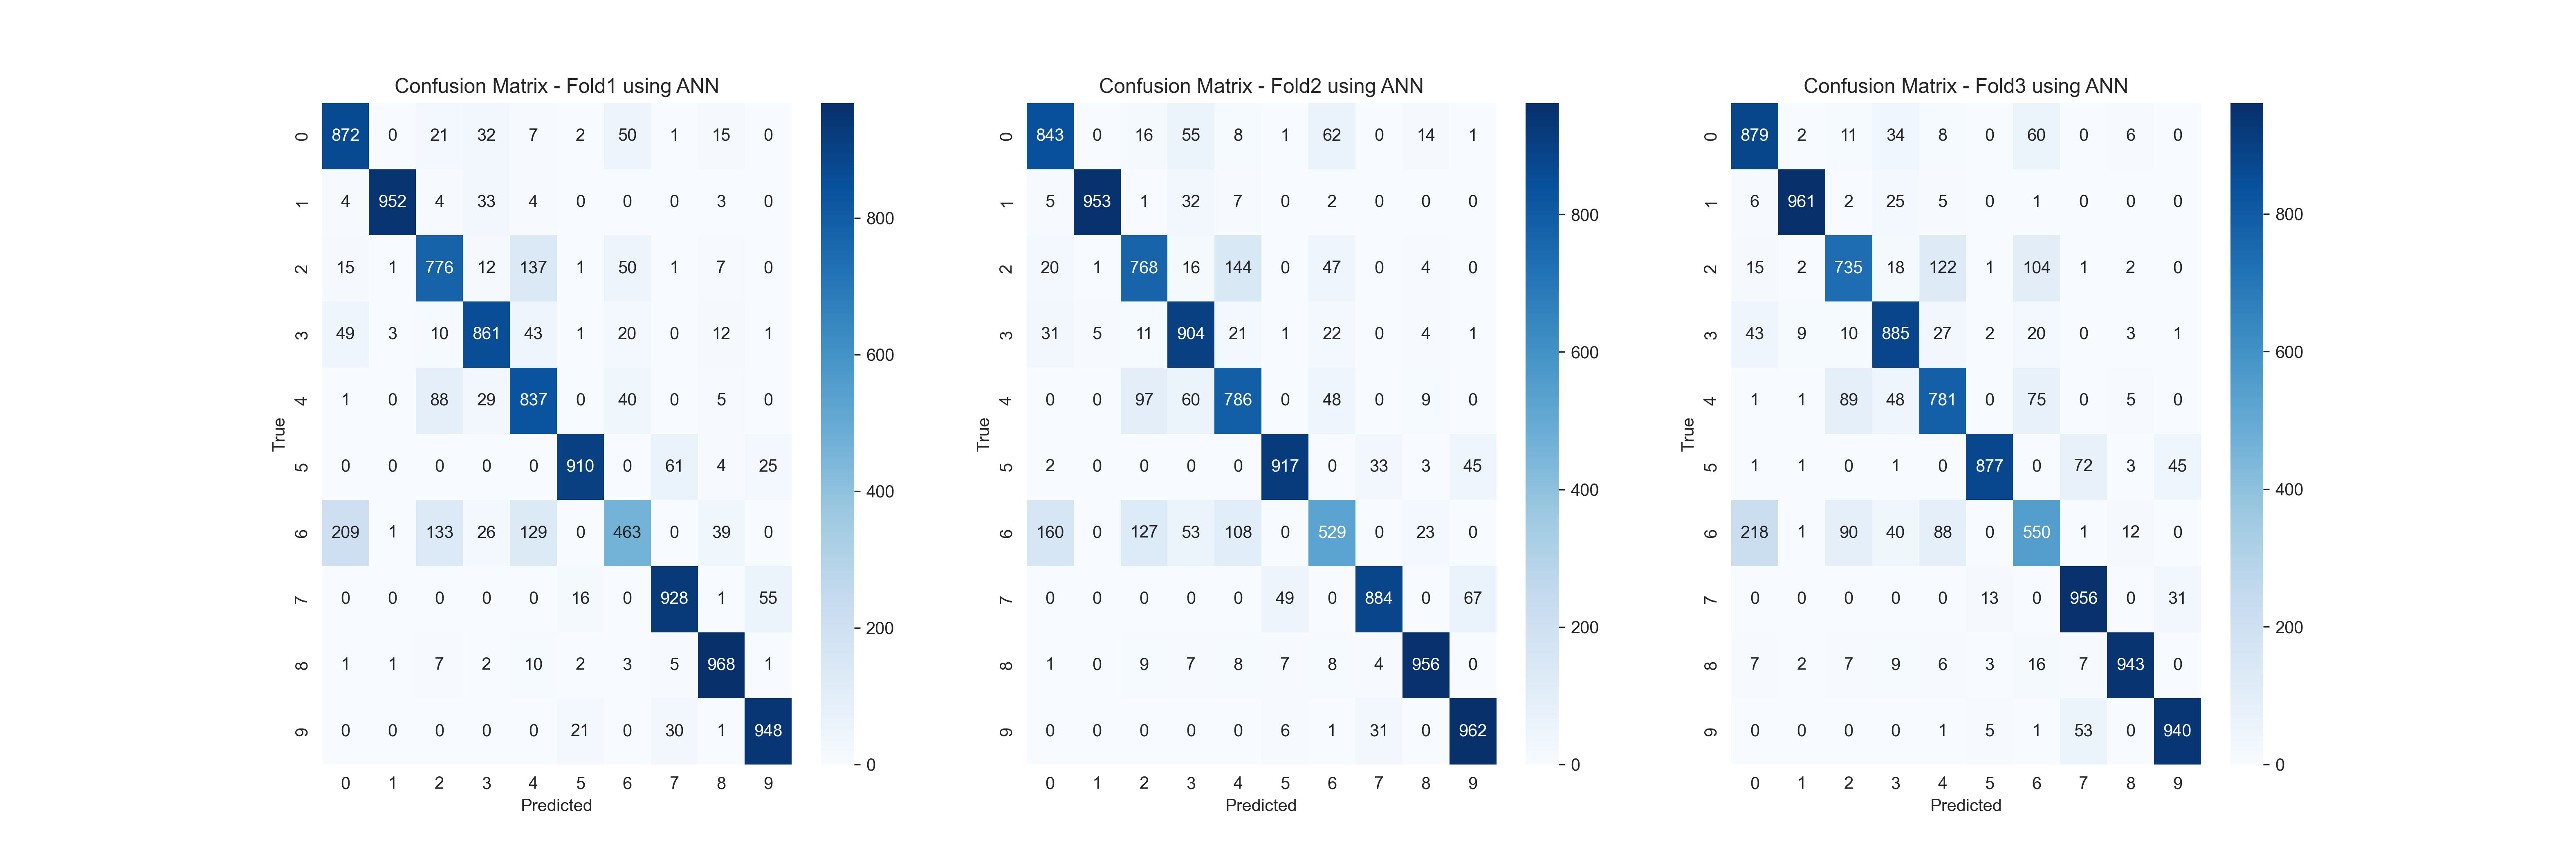 Confusion Matrix - Fold1 using ANN
0 872 0 21 32 7 2 50 1 15 0
1 4 952 4 33 4 0 0 0 3 0
800
2 15 1 776 12 137 1 50 1 7 0
3 49 3 10 861 43 1 20 0 12 1
600
4 1 0 88 29 837 0 40 0 5 0
True
5 0 0 0 0 0 910 0 61 4 25
400
6 209 1 133 26 129 0 463 0 39 0
7 0 0 0 0 0 16 0 928 1 55
200
8 1 1 7 2 10 2 3 5 968 1
9 0 0 0 0 0 21 0 30 1 948
0
0 1 2 3 4 5 6 7 8 9
Predicted
Confusion Matrix - Fold2 using ANN
0 843 0 16 55 8 1 62 0 14 1
1 5 953 1 32 7 0 2 0 0 0
800
2 20 1 768 16 144 0 47 0 4 0
3 31 5 11 904 21 1 22 0 4 1
600
4 0 0 97 60 786 0 48 0 9 0
True
5 2 0 0 0 0 917 0 33 3 45
400
6 160 0 127 53 108 0 529 0 23 0
7 0 0 0 0 0 49 0 884 0 67
200
8 1 0 9 7 8 7 8 4 956 0
9 0 0 0 0 0 6 1 31 0 962
0
0 1 2 3 4 5 6 7 8 9
Predicted
Confusion Matrix - Fold3 using ANN
0 879 2 11 34 8 0 60 0 6 0
1 6 961 2 25 5 0 1 0 0 0
800
2 15 2 735 18 122 1 104 1 2 0
3 43 9 10 885 27 2 20 0 3 1
600
4 1 1 89 48 781 0 75 0 5 0
True
5 1 1 0 1 0 877 0 72 3 45
400
6 218 1 90 40 88 0 550 1 12 0
7 0 0 0 0 0 13 0 956 0 31
200
8 7 2 7 9 6 3 16 7 943 0
9 0 0 0 0 1 5 1 53 0 940
0
0 1 2 3 4 5 6 7 8 9
Predicted